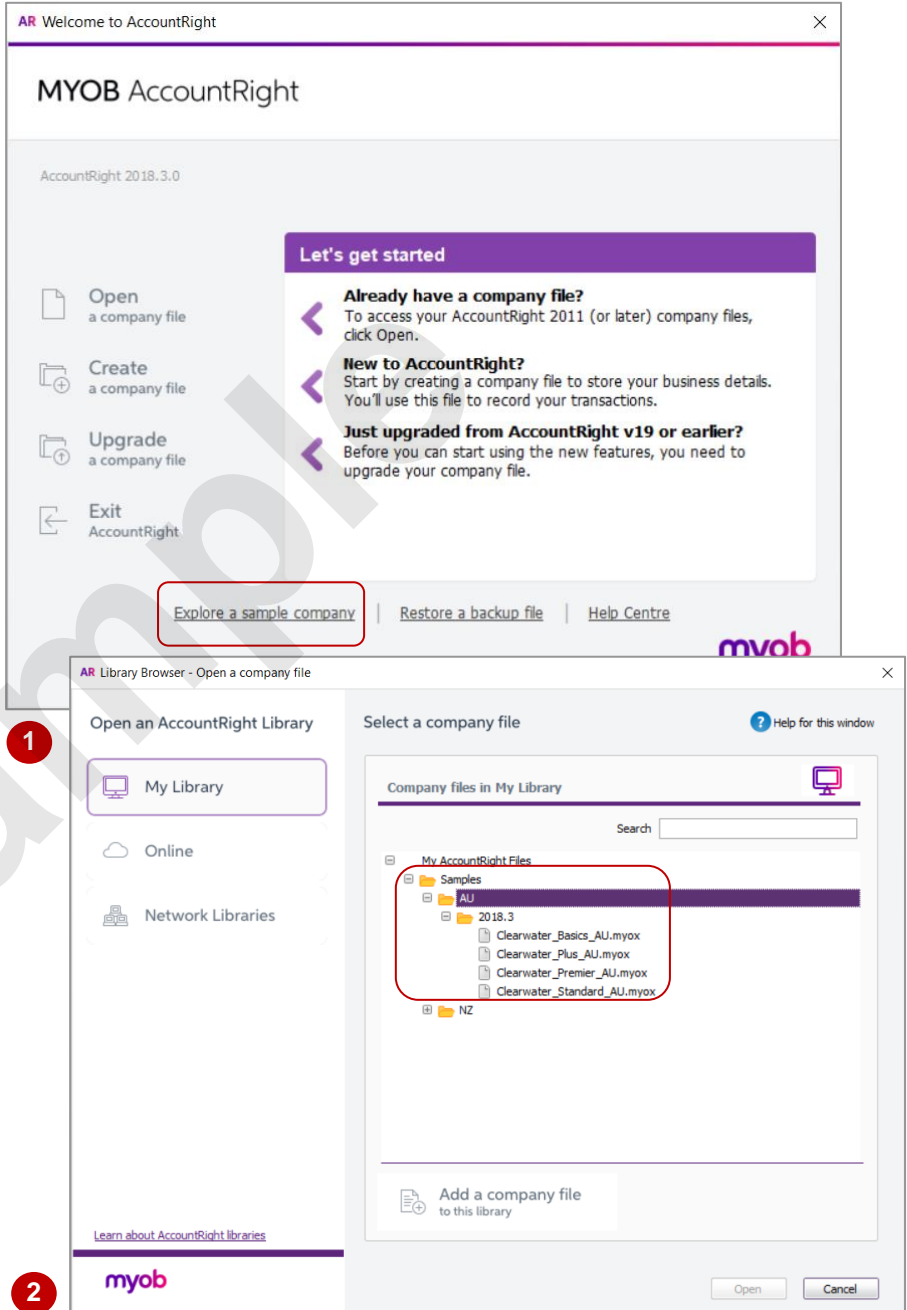 AR Welcome to AccountRight
MYOB AccountRight
AccountRight 2018.3.0
Let's get started
Open
a company file
Already have a company file?
To access your AccountRight 2011 (or later) company files,
click Open.
Create
a company file
New to AccountRight?
Start by creating a company file to store your business details.
You'll use this file to record your transactions.
Upgrade
a company file
Just upgraded from AccountRight v19 or earlier?
Before you can start using the new features, you need to
upgrade your company file.
Exit
AccountRight
Explore a sample company | Restore a backup file | Help Centre
myob
AR Library Browser - Open a company file
1
Open an AccountRight Library
Select a company file
? Help for this window
My Library
Online
Network Libraries
Company files in My Library
Search
My AccountRight Files
Samples
AU
2018.3
Clearwater_Basics_AU.myox
Clearwater_Plus_AU.myox
Clearwater_Premier_AU.myox
Clearwater_Standard_AU.myox
NZ
Add a company file
to this library
Learn about AccountRight libraries
2
myob
Open
Cancel
ample